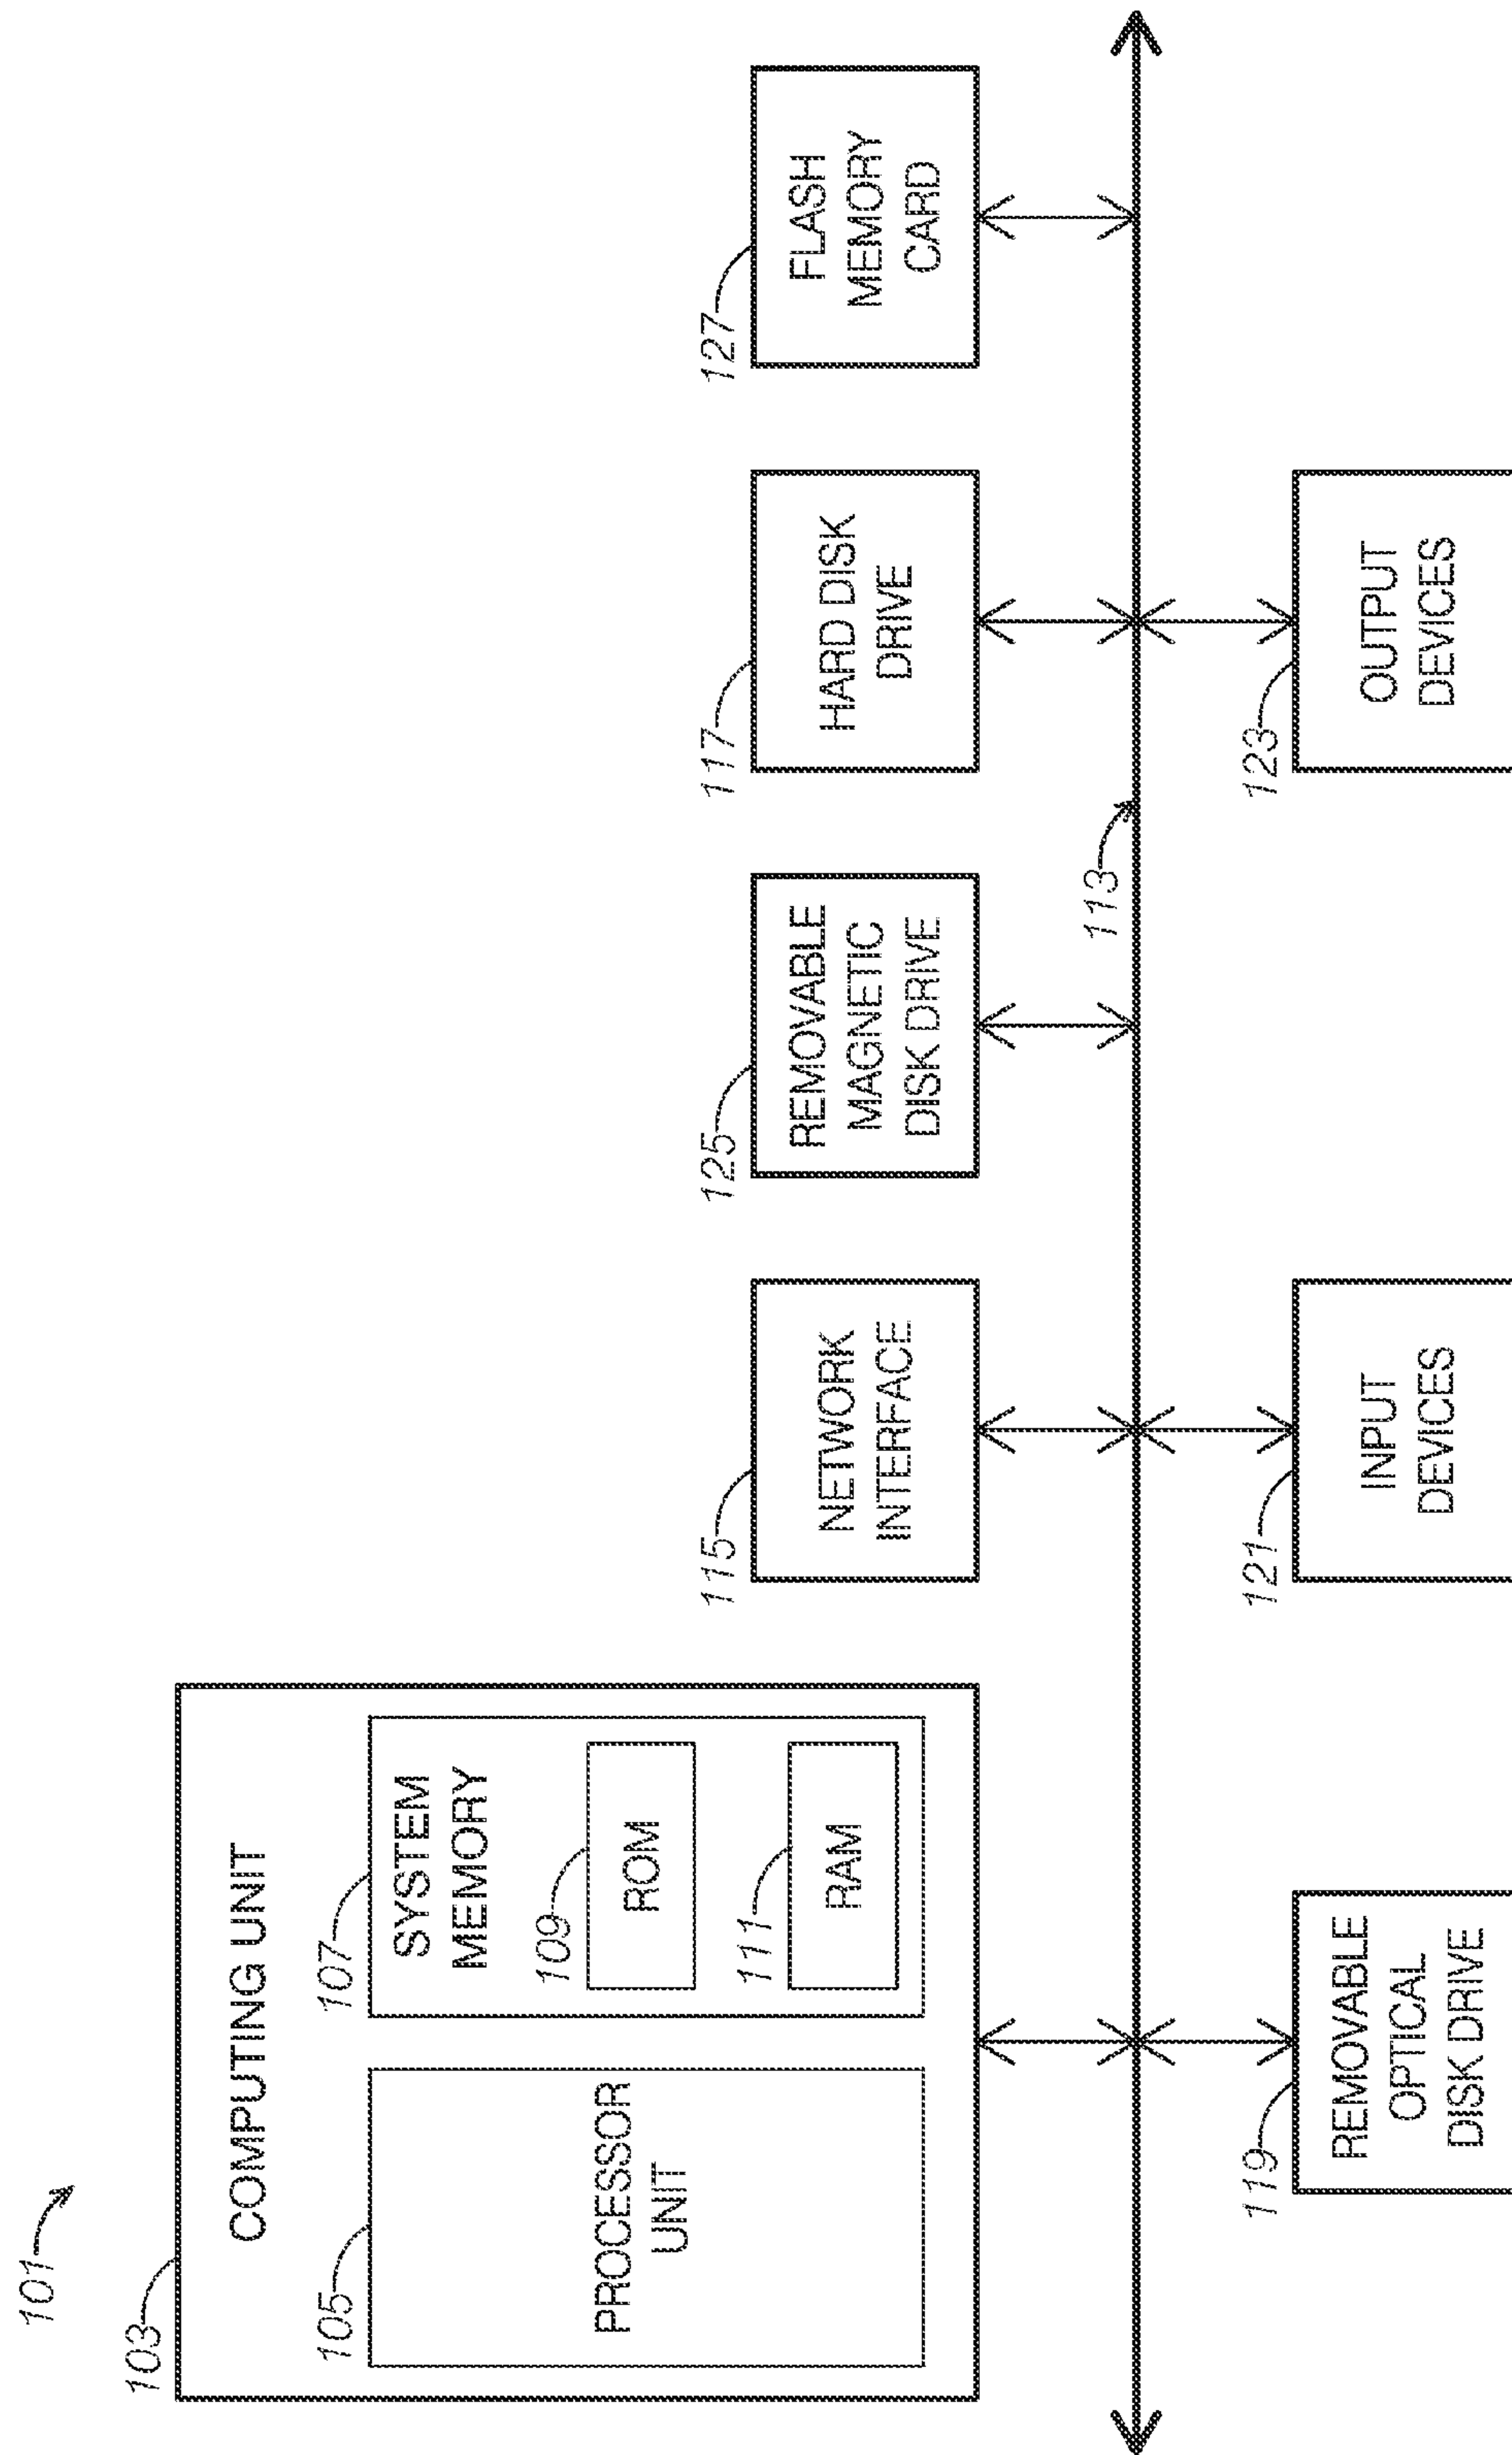 101
103
COMPUTING UNIT
105
PROCESSOR
UNIT
107
SYSTEM
MEMORY
109
ROM
111
RAM
115
NETWORK
INTERFACE
125
REMOVABLE
MAGNETIC
DISK DRIVE
117
HARD DISK
DRIVE
127
FLASH
MEMORY
CARD
113
119
REMOVABLE
OPTICAL
DISK DRIVE
121
INPUT
DEVICES
123
OUTPUT
DEVICES